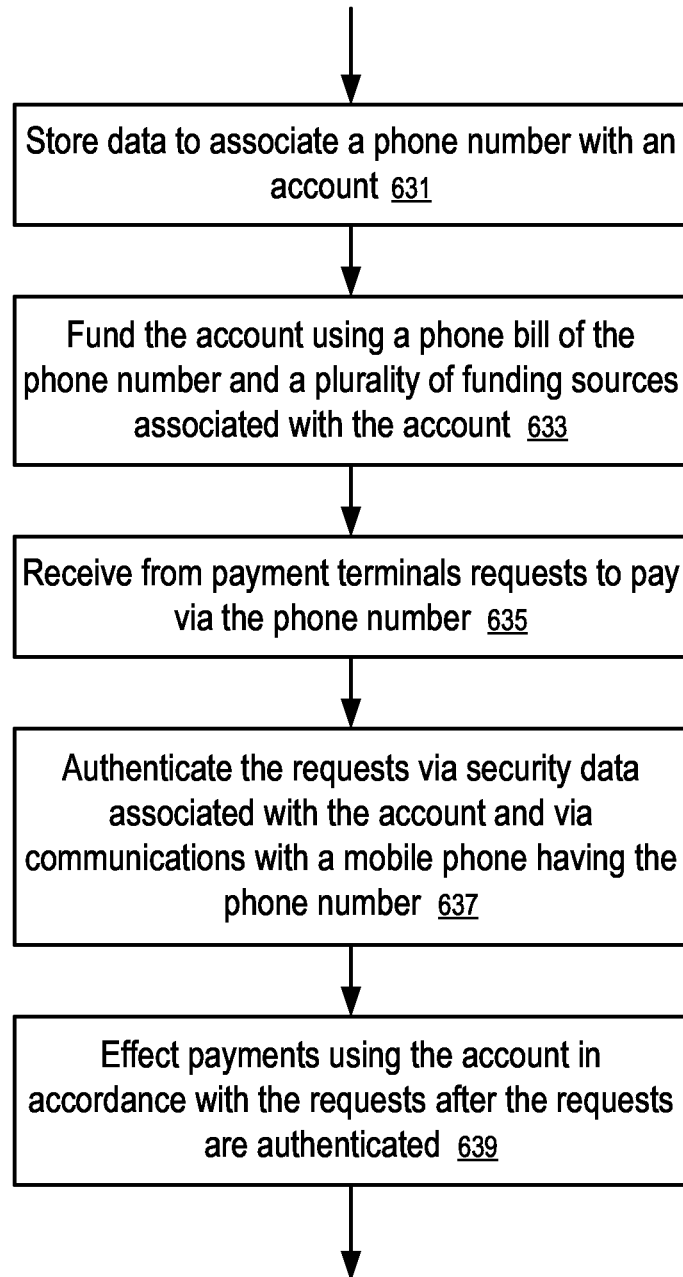 Store data to associate a phone number with an
account 631
Fund the account using a phone bill of the
phone number and a plurality of funding sources
associated with the account 633
Receive from payment terminals requests to pay
via the phone number 635
Authenticate the requests via security data
associated with the account and via
communications with a mobile phone having the
phone number 637
Effect payments using the account in
accordance with the requests after the requests
are authenticated 639